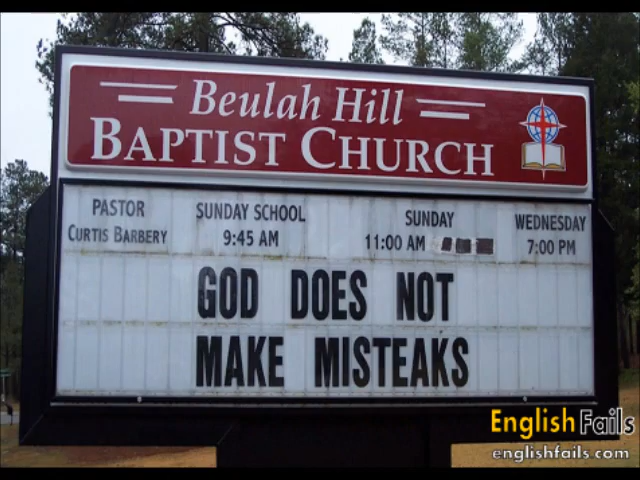 Beulah Hill
BAPTIST CHURCH
PASTOR
CURTIS BARBERY
SUNDAY SCHOOL
9:45 AM
SUNDAY
11:00 AM
WEDNESDAY
7:00 PM
GOD DOES NOT
MAKE MISTEAKS
English Fails
englishfails.com